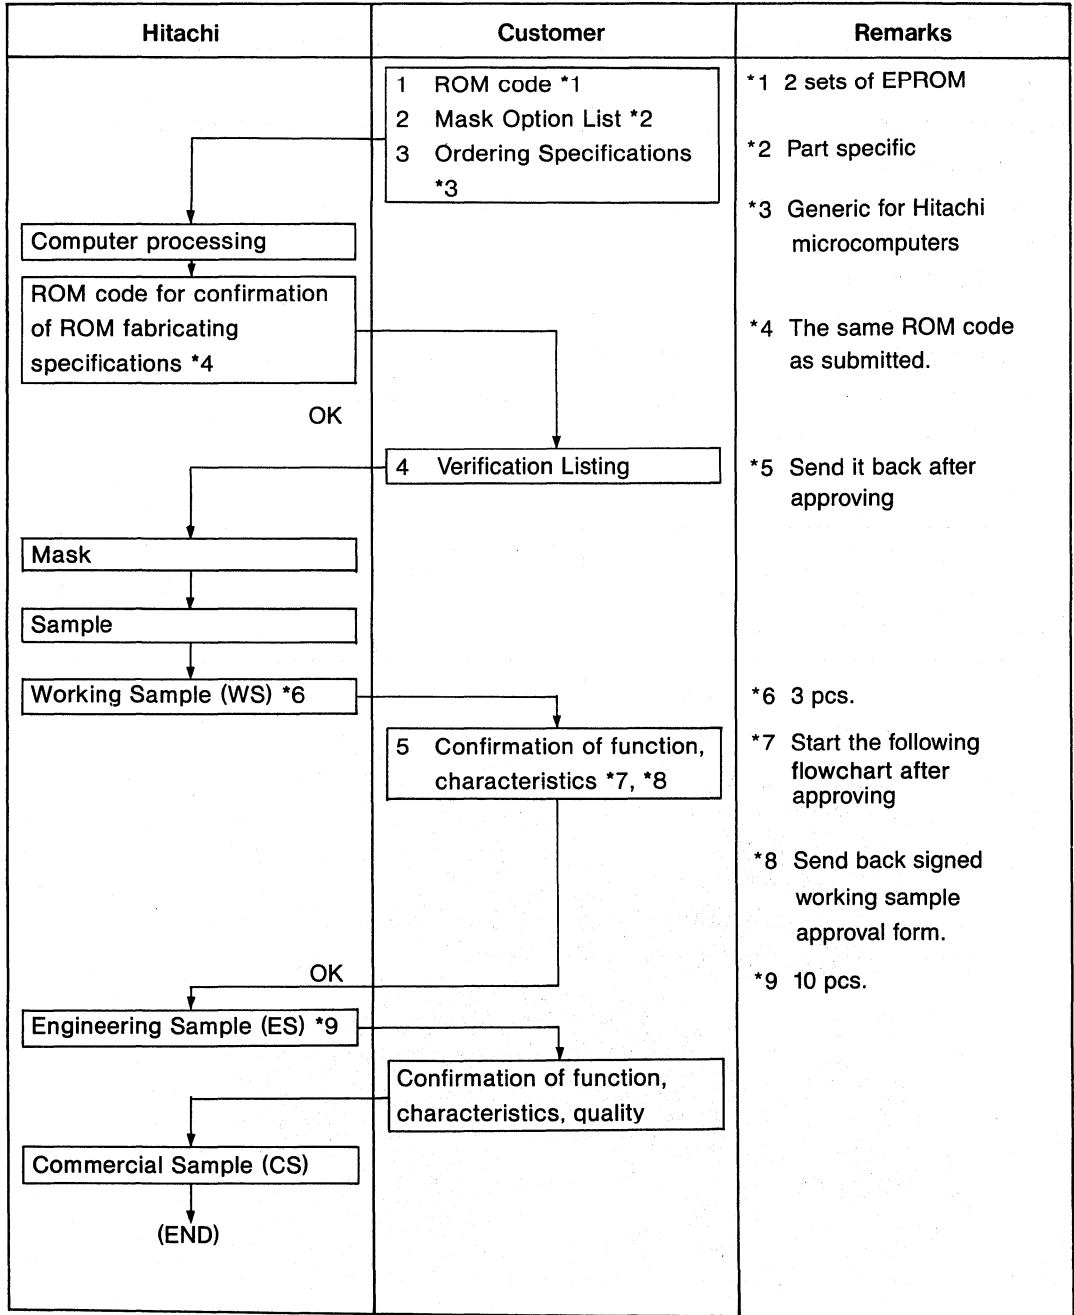 Hitachi
Customer
Remarks
1 ROM code *1
2 Mask Option List *2
3 Ordering Specifications
*3
*1 2 sets of EPROM
*2 Part specific
*3 Generic for Hitachi
microcomputers
Computer processing
ROM code for confirmation
of ROM fabricating
specifications *4
*4 The same ROM code
as submitted.
OK
4 Verification Listing
*5 Send it back after
approving
Mask
Sample
Working Sample (WS) *6
*6 3 pcs.
5 Confirmation of function,
characteristics *7, *8
*7 Start the following
flowchart after
approving
*8 Send back signed
working sample
approval form.
OK
*9 10 pcs.
Engineering Sample (ES) *9
Confirmation of function,
characteristics, quality
Commercial Sample (CS)
(END)